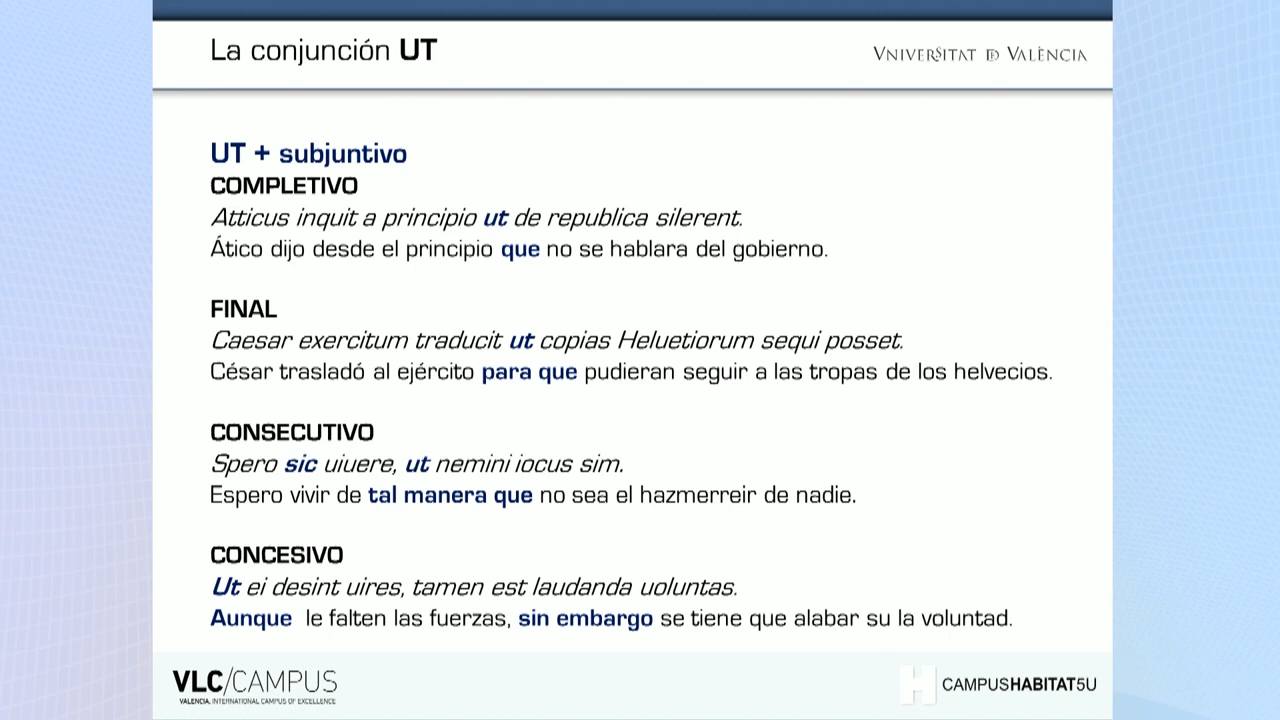 La conjunción UT
VNIVERSITAT DE VALÈNCIA
UT + subjuntivo
COMPLETIVO
Atticus inquit a principio ut de republica silerent.
Ático dijo desde el principio que no se hablara del gobierno.
FINAL
Caesar exercitum traducit ut copias Heluetiorum sequi posset.
César trasladó al ejército para que pudieran seguir a las tropas de los helvecios.
CONSECUTIVO
Spero sic uiuere, ut nemini iocus sim.
Espero vivir de tal manera que no sea el hazmerreir de nadie.
CONCESIVO
Ut ei desint uires, tamen est laudanda uoluntas.
Aunque le falten las fuerzas, sin embargo se tiene que alabar su la voluntad.
VLC/CAMPUS
VALENCIA, INTERNATIONAL CAMPUS OF EXCELLENCE
H CAMPUSHABITAT5U